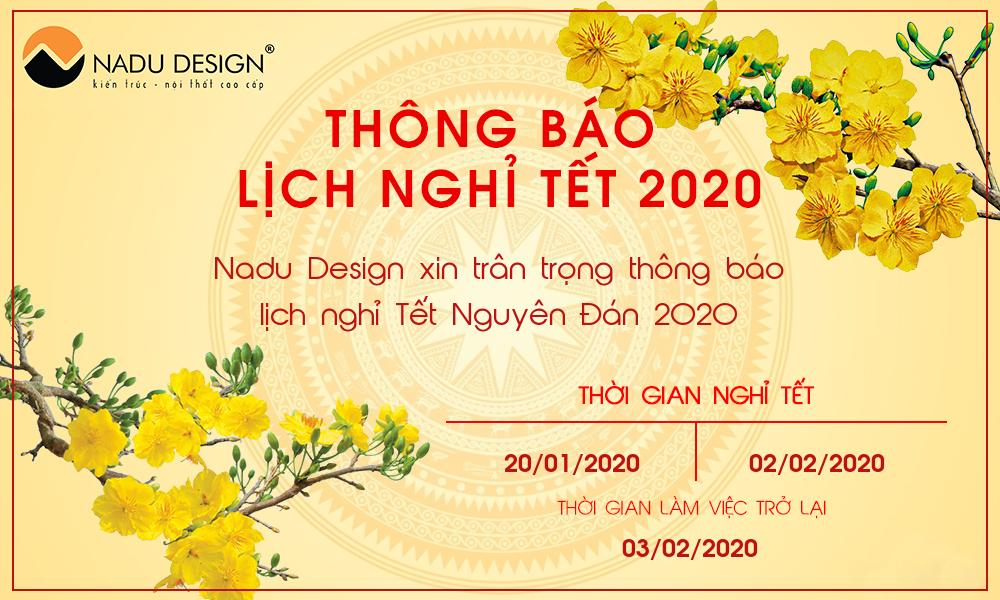 NADU DESIGN®
kiến trúc - nội thất cao cấp
THÔNG BÁO
LỊCH NGHỈ TẾT 2020
Nadu Design xin trân trọng thông báo
lịch nghỉ Tết Nguyên Đán 2020
THỜI GIAN NGHỈ TẾT
20/01/2020 02/02/2020
THỜI GIAN LÀM VIỆC TRỞ LẠI
03/02/2020